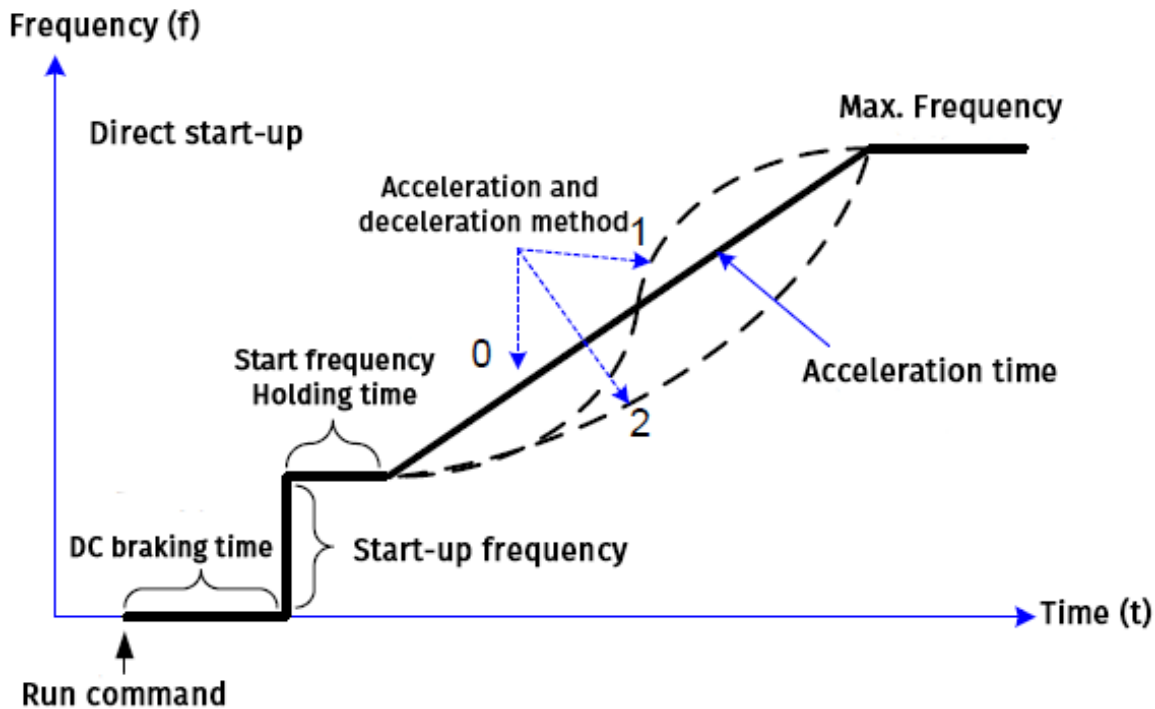 Frequency (f)
Direct start-up
Max. Frequency
Acceleration and
deceleration method
1
0
Start frequency
Holding time
Acceleration time
2
DC braking time
Start-up frequency
Time (t)
Run command